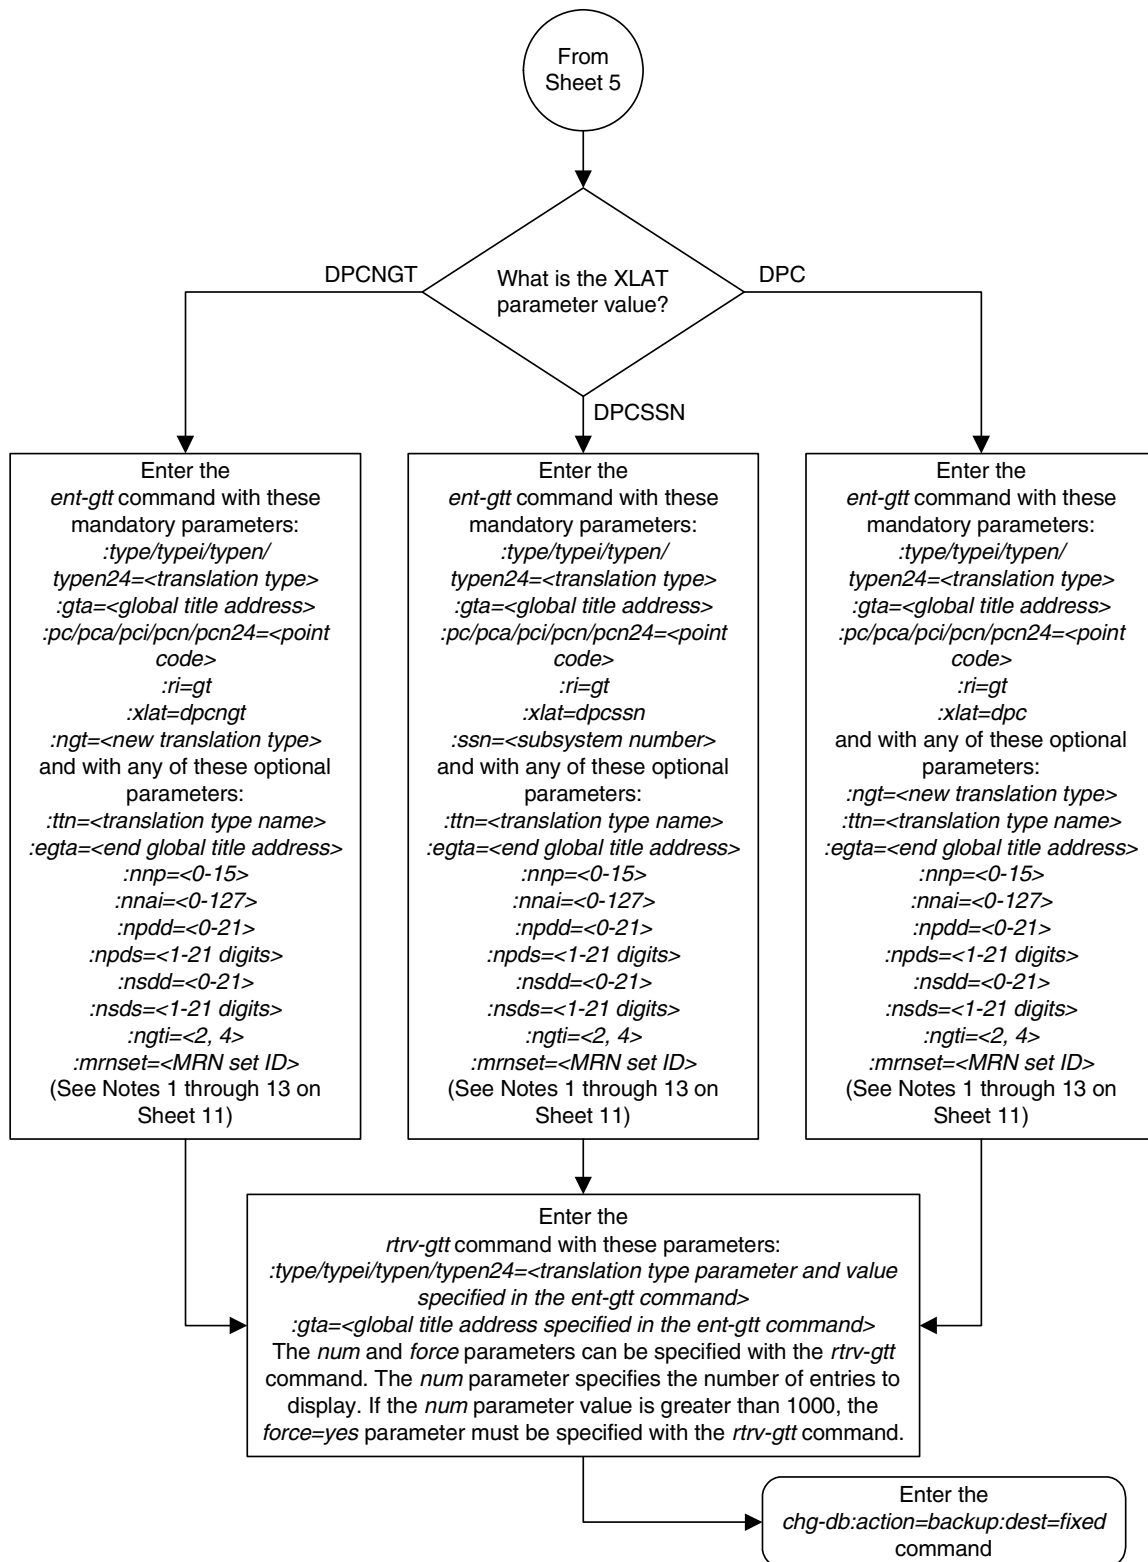 From
Sheet 5
What is the XLAT
parameter value?
DPCNGT
DPC
DPCSSN
Enter the
ent-gtt command with these
mandatory parameters:
:type/typei/typen/
typen24=<translation type>
:gta=<global title address>
:pc/pca/pci/pcn/pcn24=<point
code>
:ri=gt
:xlat=dpcngt
:ngt=<new translation type>
and with any of these optional
parameters:
:ttn=<translation type name>
:egta=<end global title address>
:nnp=<0-15>
:nnai=<0-127>
:npdd=<0-21>
:npds=<1-21 digits>
:nsdd=<0-21>
:nsds=<1-21 digits>
:ngti=<2, 4>
:mrnset=<MRN set ID>
(See Notes 1 through 13 on
Sheet 11)
Enter the
ent-gtt command with these
mandatory parameters:
:type/typei/typen/
typen24=<translation type>
:gta=<global title address>
:pc/pca/pci/pcn/pcn24=<point
code>
:ri=gt
:xlat=dpcssn
:ssn=<subsystem number>
and with any of these optional
parameters:
:ttn=<translation type name>
:egta=<end global title address>
:nnp=<0-15>
:nnai=<0-127>
:npdd=<0-21>
:npds=<1-21 digits>
:nsdd=<0-21>
:nsds=<1-21 digits>
:ngti=<2, 4>
:mrnset=<MRN set ID>
(See Notes 1 through 13 on
Sheet 11)
Enter the
ent-gtt command with these
mandatory parameters:
:type/typei/typen/
typen24=<translation type>
:gta=<global title address>
:pc/pca/pci/pcn/pcn24=<point
code>
:ri=gt
:xlat=dpc
and with any of these optional
parameters:
:ngt=<new translation type>
:ttn=<translation type name>
:egta=<end global title address>
:nnp=<0-15>
:nnai=<0-127>
:npdd=<0-21>
:npds=<1-21 digits>
:nsdd=<0-21>
:nsds=<1-21 digits>
:ngti=<2, 4>
:mrnset=<MRN set ID>
(See Notes 1 through 13 on
Sheet 11)
Enter the
rtrv-gtt command with these parameters:
:type/typei/typen/typen24=<translation type parameter and value
specified in the ent-gtt command>
:gta=<global title address specified in the ent-gtt command>
The num and force parameters can be specified with the rtrv-gtt
command. The num parameter specifies the number of entries to
display. If the num parameter value is greater than 1000, the
force=yes parameter must be specified with the rtrv-gtt command.
Enter the
chg-db:action=backup:dest=fixed
command